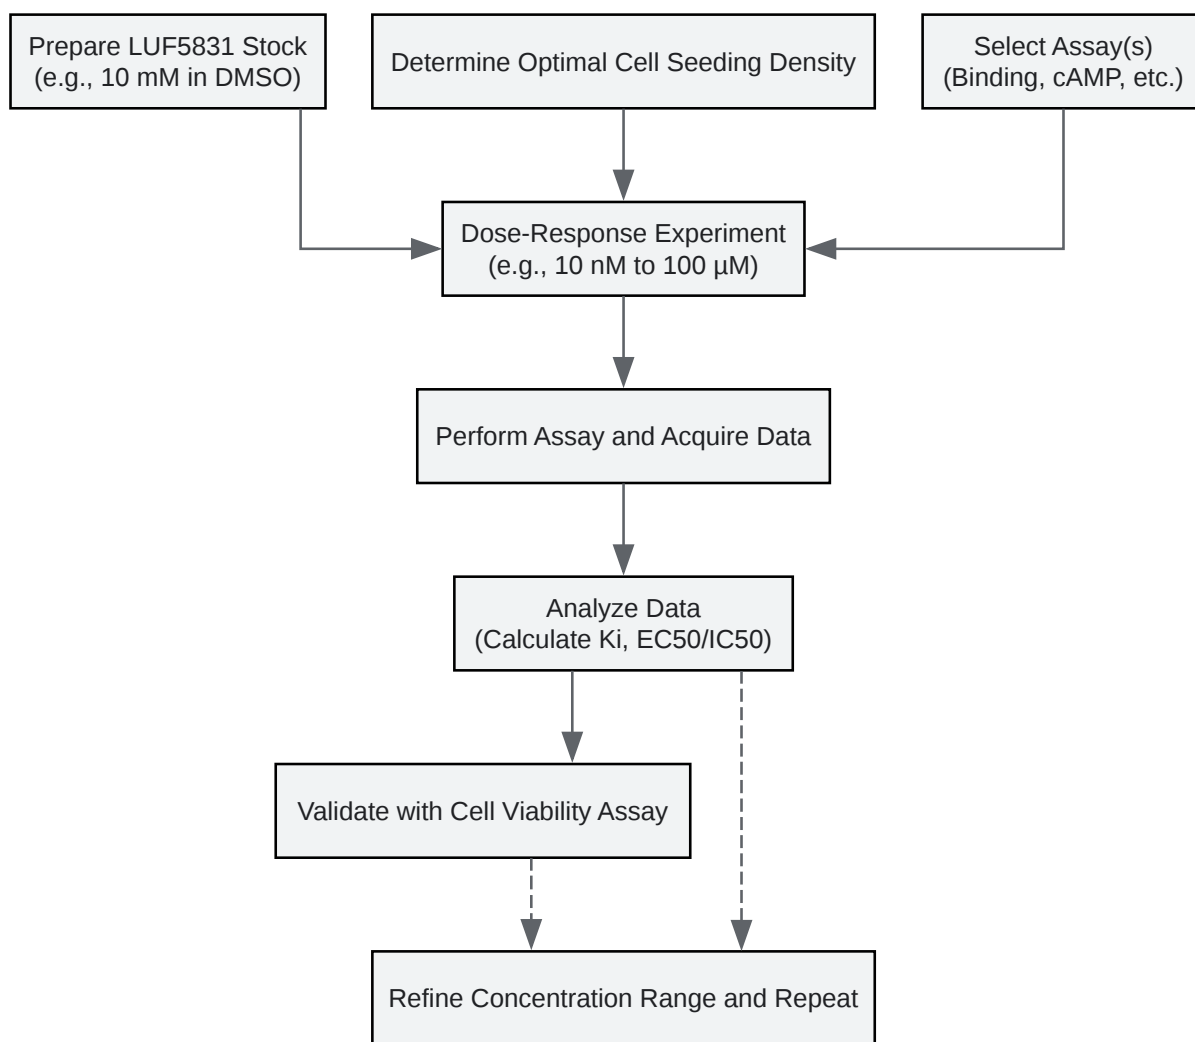 Prepare LUF5831 Stock
(e.g., 10 mM in DMSO)
Determine Optimal Cell Seeding Density
Select Assay(s)
(Binding, cAMP, etc.)
Dose-Response Experiment
(e.g., 10 nM to 100 µM)
Perform Assay and Acquire Data
Analyze Data
(Calculate Ki, EC50/IC50)
Validate with Cell Viability Assay
Refine Concentration Range and Repeat